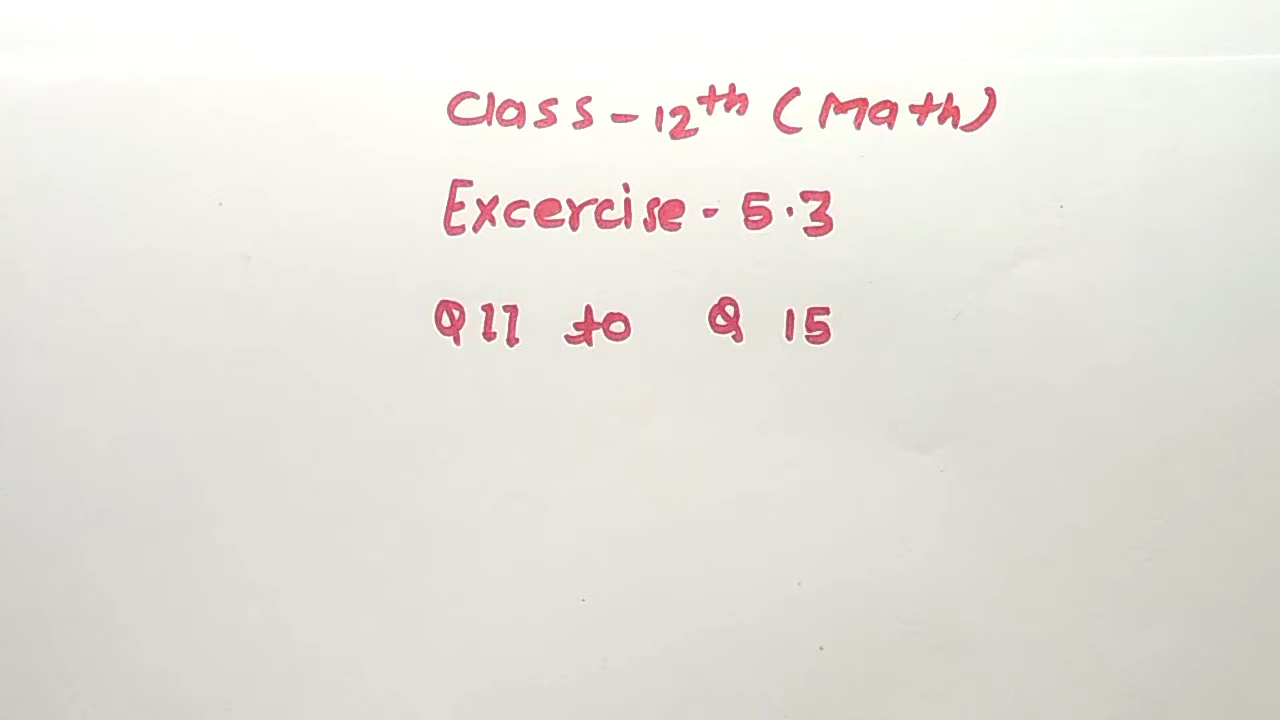 Class - 12th (Math)
Excercise - 5.3
Q11 to Q 15